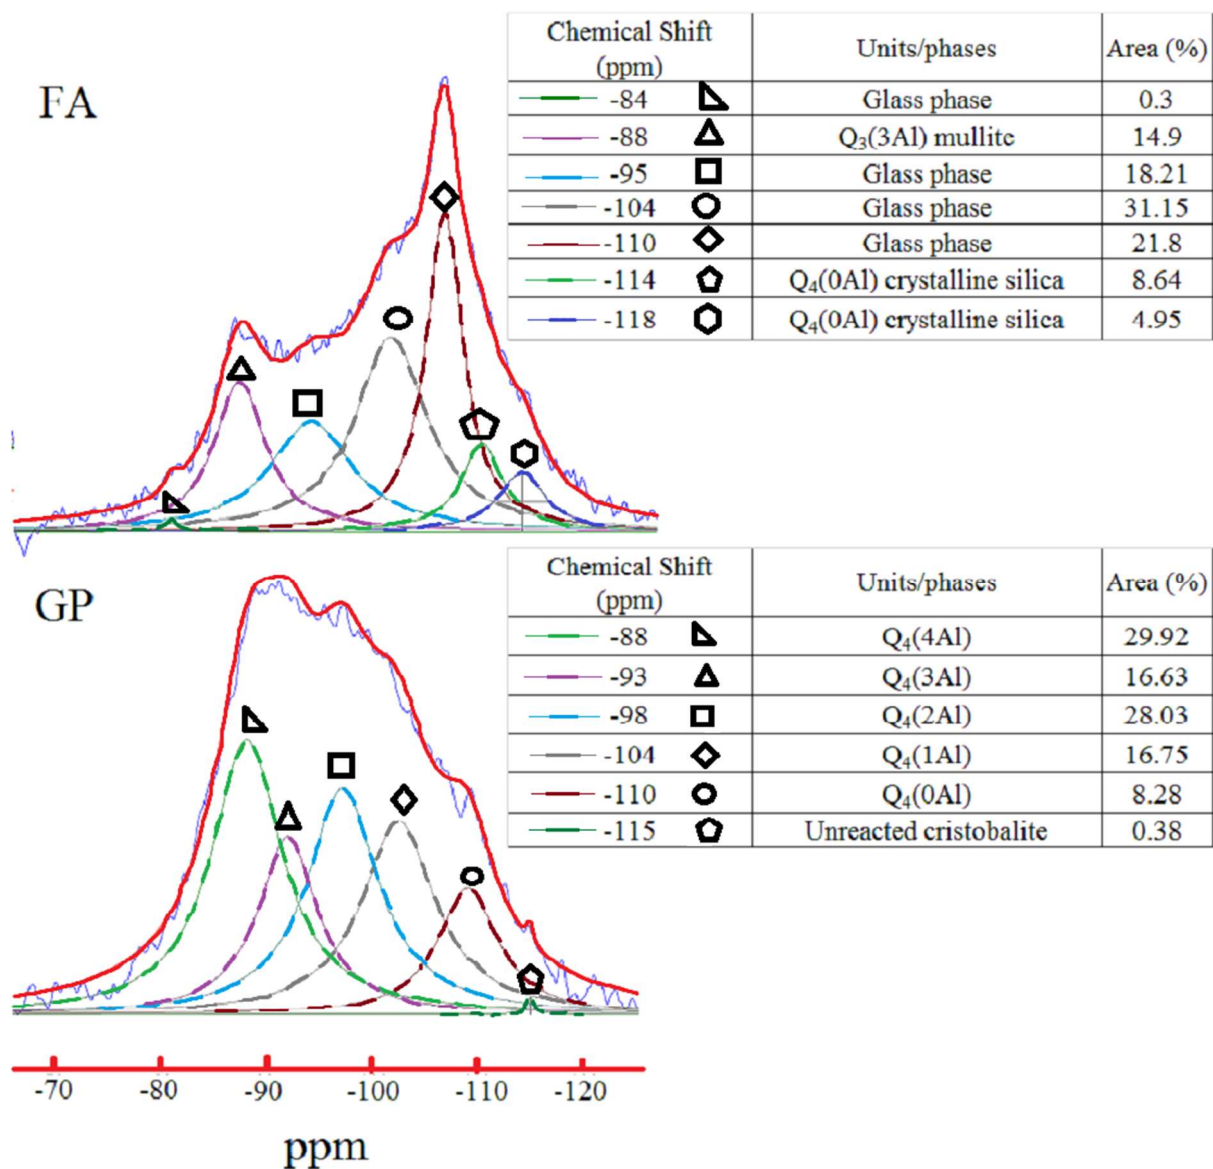 FA
Chemical Shift (ppm) Units/phases Area (%)
-84 Glass phase 0.3
-88 Q₃(3Al) mullite 14.9
-95 Glass phase 18.21
-104 Glass phase 31.15
-110 Glass phase 21.8
-114 Q₄(0Al) crystalline silica 8.64
-118 Q₄(0Al) crystalline silica 4.95
GP
Chemical Shift (ppm) Units/phases Area (%)
-88 Q₄(4Al) 29.92
-93 Q₄(3Al) 16.63
-98 Q₄(2Al) 28.03
-104 Q₄(1Al) 16.75
-110 Q₄(0Al) 8.28
-115 Unreacted cristobalite 0.38
-70 -80 -90 -100 -110 -120
ppm